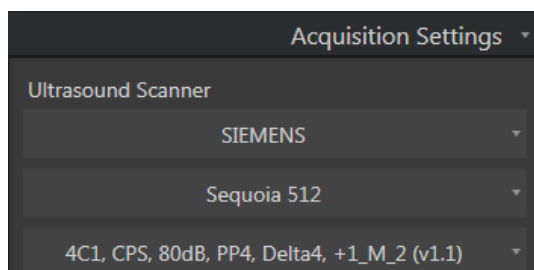 Acquisition Settings
Ultrasound Scanner
SIEMENS
Sequoia 512
4C1, CPS, 80dB, PP4, Delta4, +1_M_2 (v1.1)